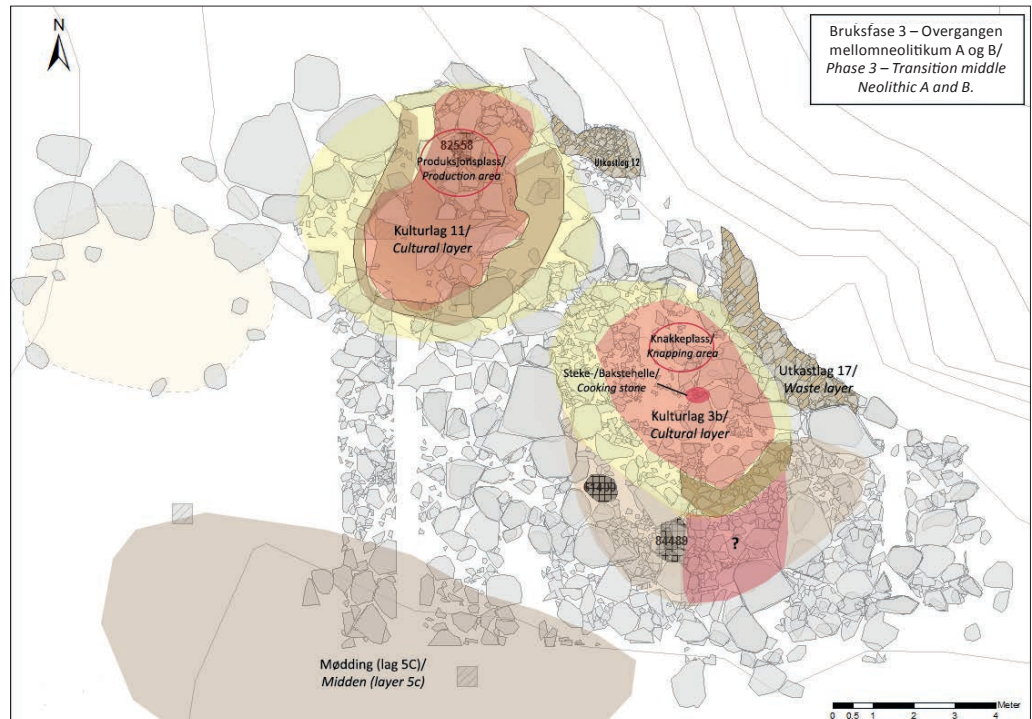 N
Bruksfase 3 – Overgangen
mellomneolitikum A og B/
Phase 3 – Transition middle
Neolithic A and B.
82558
Produksjonsplass/
Production area
Utkastlag 12
Kulturlag 11/
Cultural layer
Knakkeplass/
Knapping area
Steke-/Bakstehelle/
Cooking stone
Utkastlag 17/
Waste layer
Kulturlag 3b/
Cultural layer
84489
?
Mødding (lag 5C)/
Midden (layer 5c)
Meter
0 0.5 1 2 3 4